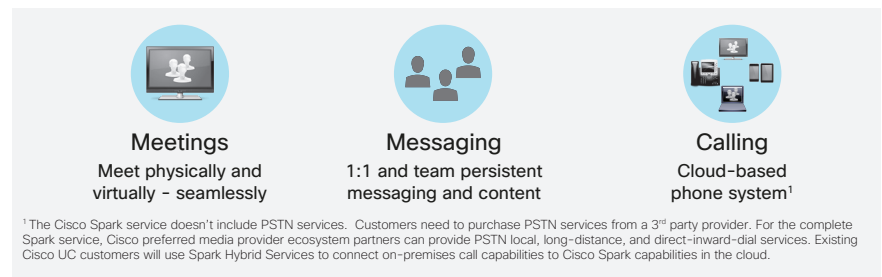 Meetings
Meet physically and
virtually - seamlessly
Messaging
1:1 and team persistent
messaging and content
Calling
Cloud-based
phone system¹
¹ The Cisco Spark service doesn't include PSTN services.  Customers need to purchase PSTN services from a 3rd party provider. For the complete
Spark service, Cisco preferred media provider ecosystem partners can provide PSTN local, long-distance, and direct-inward-dial services. Existing
Cisco UC customers will use Spark Hybrid Services to connect on-premises call capabilities to Cisco Spark capabilities in the cloud.